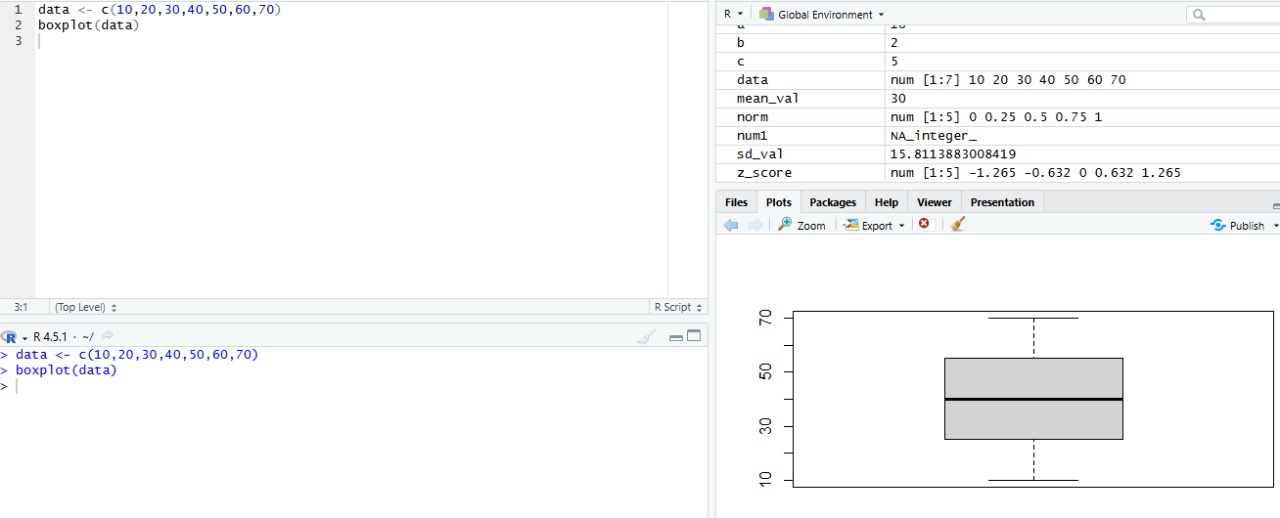 1 data <- c(10,20,30,40,50,60,70)
2 boxplot(data)
3
3:1 (Top Level) R Script
R 4.5.1 · ~/
> data <- c(10,20,30,40,50,60,70)
> boxplot(data)
>
R Global Environment
b 2
c 5
data num [1:7] 10 20 30 40 50 60 70
mean_val 30
norm num [1:5] 0 0.25 0.5 0.75 1
num1 NA_integer_
sd_val 15.8113883008419
z_score num [1:5] -1.265 -0.632 0 0.632 1.265
Files Plots Packages Help Viewer Presentation
Zoom Export Publish
70
50
30
10